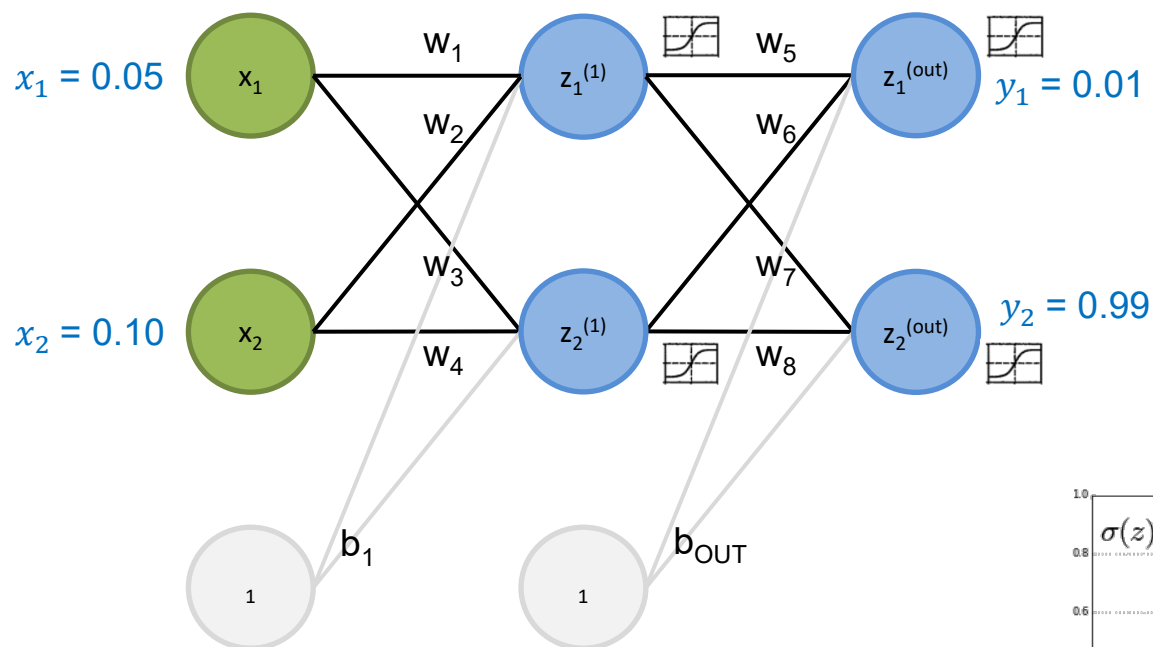 w₁
w₅
x₁ = 0.05
x₁
z₁⁽¹⁾
z₁⁽ᵒᵘᵗ⁾
y₁ = 0.01
w₂
w₆
w₃
w₇
x₂ = 0.10
x₂
z₂⁽¹⁾
z₂⁽ᵒᵘᵗ⁾
y₂ = 0.99
w₄
w₈
b₁
b_OUT
1
1
1.0
σ(z)
0.8
0.6